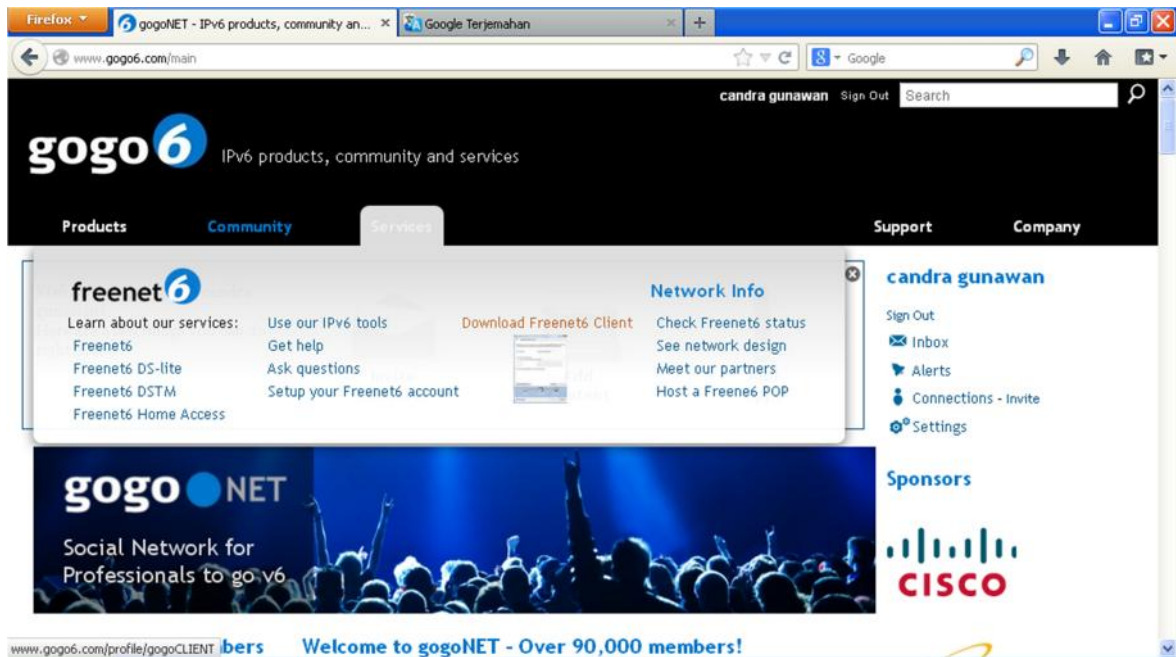 Firefox
gogoNET - IPv6 products, community an...
Google Terjemahan
www.gogo6.com/main
Google
candra gunawan Sign Out Search
gogo6 IPv6 products, community and services
Products Community Services Support Company
freenet6
Learn about our services:
Freenet6
Freenet6 DS-lite
Freenet6 DSTM
Freenet6 Home Access
Use our IPv6 tools
Get help
Ask questions
Setup your Freenet6 account
Download Freenet6 Client
Network Info
Check Freenet6 status
See network design
Meet our partners
Host a Freene6 POP
candra gunawan
Sign Out
Inbox
Alerts
Connections - Invite
Settings
Sponsors
CISCO
gogoNET
Social Network for
Professionals to go v6
www.gogo6.com/profile/gogoCLIENT
Welcome to gogoNET - Over 90,000 members!